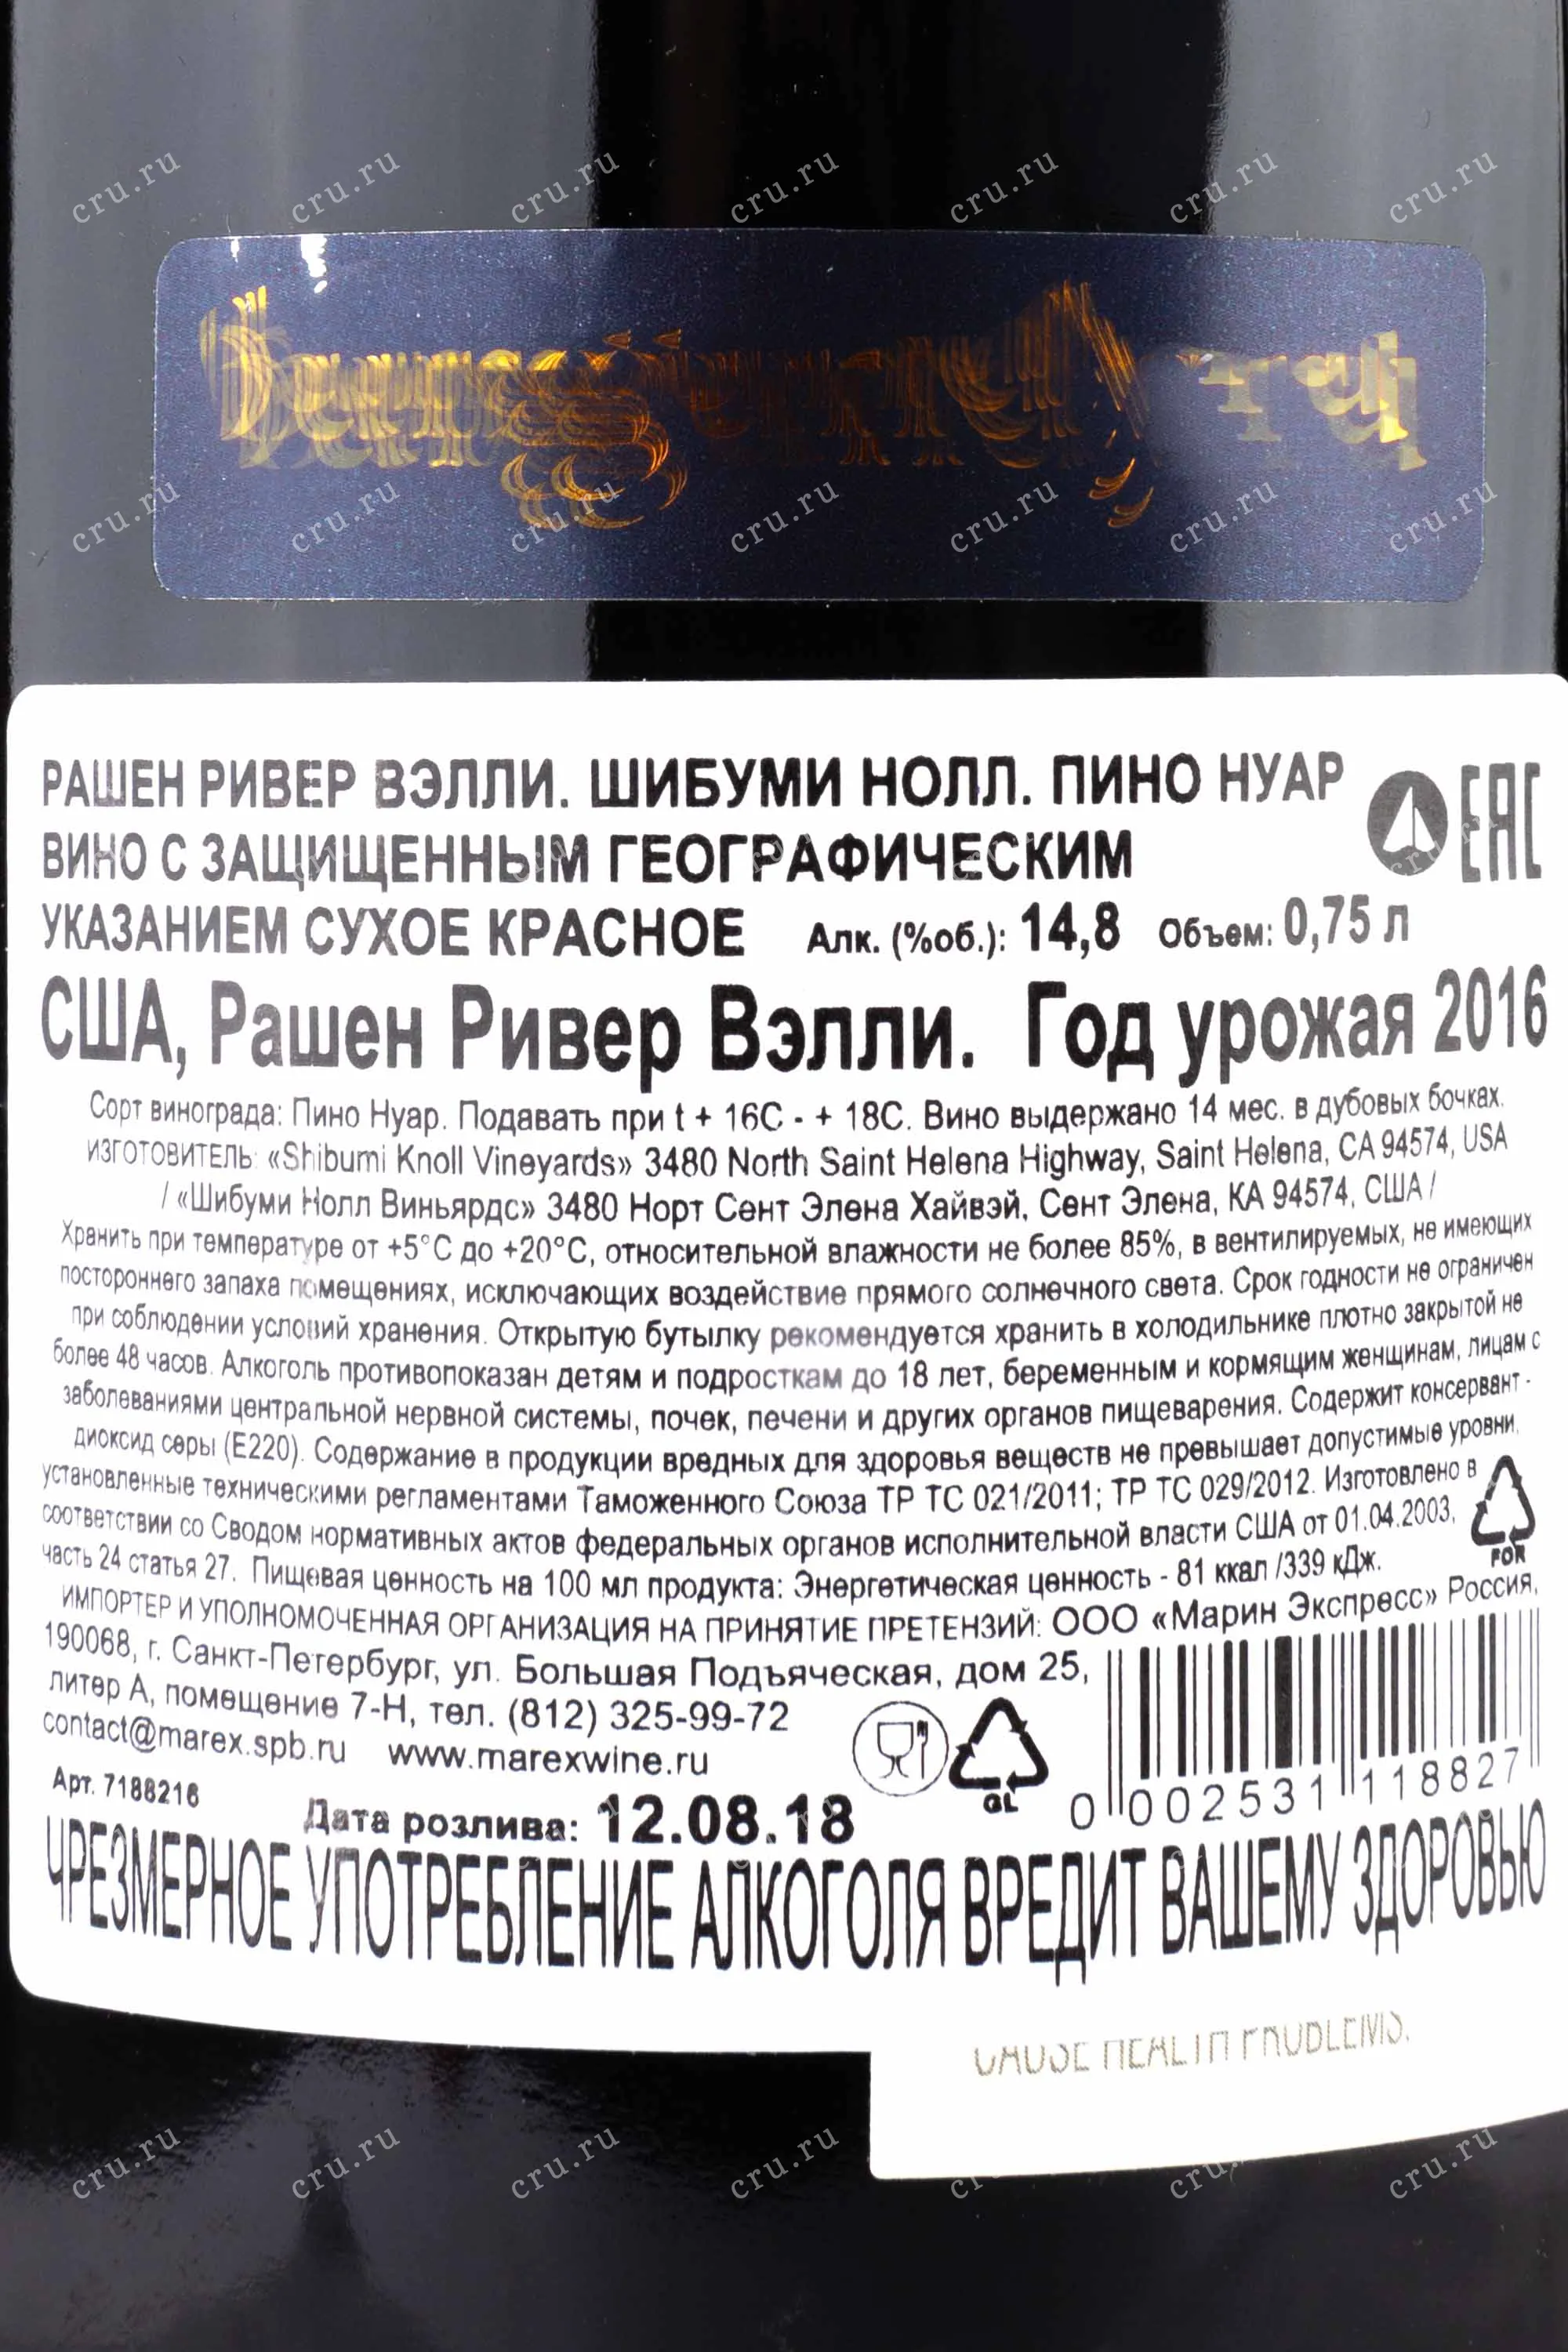 РАШЕН РИВЕР ВЭЛЛИ. ШИБУМИ НОЛЛ. ПИНО НУАР
ВИНО С ЗАЩИЩЕННЫМ ГЕОГРАФИЧЕСКИМ
EAC
УКАЗАНИЕМ СУХОЕ КРАСНОЕ Алк. (%об.): 14,8 Объем: 0,75 л
США, Рашен Ривер Вэлли. Год урожая 2016
Сорт винограда: Пино Нуар. Подавать при t + 16С - + 18С. Вино выдержано 14 мес. в дубовых бочках.
ИЗГОТОВИТЕЛЬ: «Shibumi Knoll Vineyards» 3480 North Saint Helena Highway, Saint Helena, CA 94574, USA
/ «Шибуми Нолл Виньярдс» 3480 Норт Сент Элена Хайвэй, Сент Элена, КА 94574, США /
Хранить при температуре от +5°С до +20°С, относительной влажности не более 85%, в вентилируемых, не имеющих
постороннего запаха помещениях, исключающих воздействие прямого солнечного света. Срок годности не ограничен
при соблюдении условий хранения. Открытую бутылку рекомендуется хранить в холодильнике плотно закрытой не
более 48 часов. Алкоголь противопоказан детям и подросткам до 18 лет, беременным и кормящим женщинам, лицам с
заболеваниями центральной нервной системы, почек, печени и других органов пищеварения. Содержит консервант -
диоксид серы (Е220). Содержание в продукции вредных для здоровья веществ не превышает допустимые уровни,
установленные техническими регламентами Таможенного Союза ТР ТС 021/2011; ТР ТС 029/2012. Изготовлено в
соответствии со Сводом нормативных актов федеральных органов исполнительной власти США от 01.04.2003,
часть 24 статья 27. Пищевая ценность на 100 мл продукта: Энергетическая ценность - 81 ккал /339 кДж.
FOR
ИМПОРТЕР И УПОЛНОМОЧЕННАЯ ОРГАНИЗАЦИЯ НА ПРИНЯТИЕ ПРЕТЕНЗИЙ: ООО «Марин Экспресс» Россия,
190068, г. Санкт-Петербург, ул. Большая Подъяческая, дом 25,
литер А, помещение 7-Н, тел. (812) 325-99-72
contact@marex.spb.ru www.marexwine.ru
GL
0 002531 118827
Арт. 7188216
Дата розлива: 12.08.18
ЧРЕЗМЕРНОЕ УПОТРЕБЛЕНИЕ АЛКОГОЛЯ ВРЕДИТ ВАШЕМУ ЗДОРОВЬЮ
CAUSE HEALTH PROBLEMS.
cru.ru